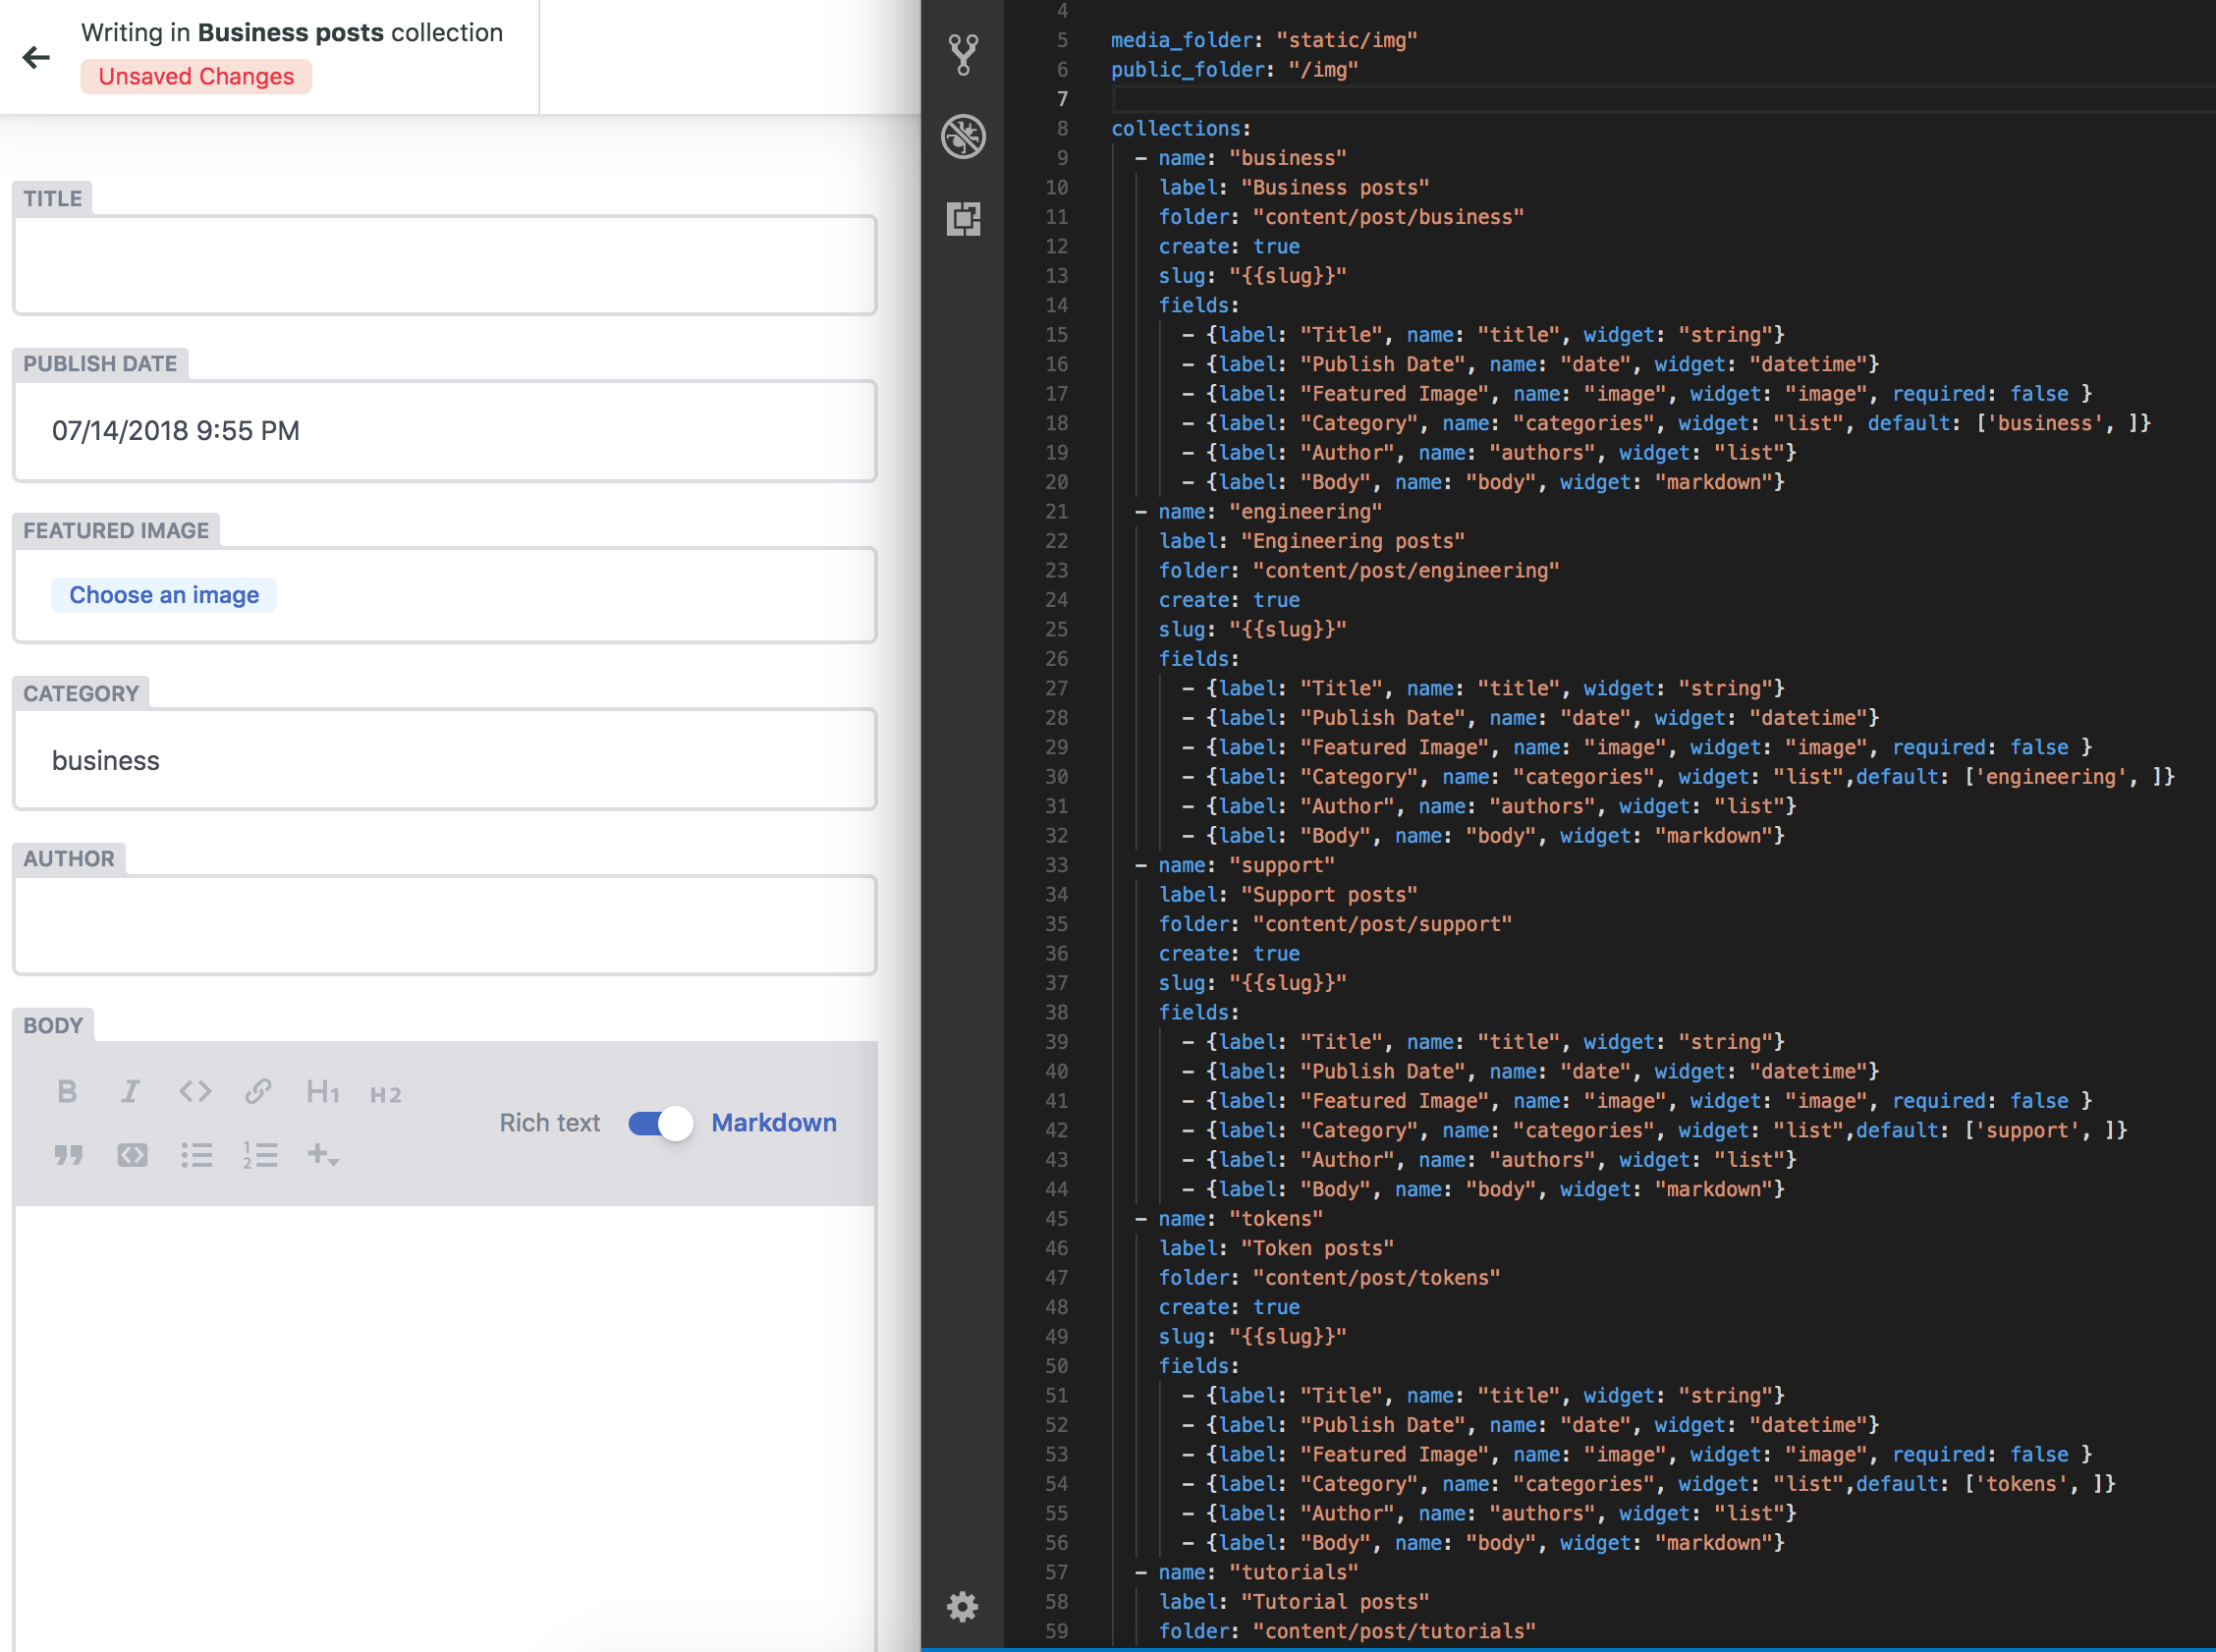 Writing in Business posts collection
Unsaved Changes
TITLE
PUBLISH DATE
07/14/2018 9:55 PM
FEATURED IMAGE
Choose an image
CATEGORY
business
AUTHOR
BODY
B I <> H1 H2
Rich text Markdown
4
5 media_folder: "static/img"
6 public_folder: "/img"
7
8 collections:
9 - name: "business"
10 label: "Business posts"
11 folder: "content/post/business"
12 create: true
13 slug: "{{slug}}"
14 fields:
15 - {label: "Title", name: "title", widget: "string"}
16 - {label: "Publish Date", name: "date", widget: "datetime"}
17 - {label: "Featured Image", name: "image", widget: "image", required: false }
18 - {label: "Category", name: "categories", widget: "list", default: ['business', ]}
19 - {label: "Author", name: "authors", widget: "list"}
20 - {label: "Body", name: "body", widget: "markdown"}
21 - name: "engineering"
22 label: "Engineering posts"
23 folder: "content/post/engineering"
24 create: true
25 slug: "{{slug}}"
26 fields:
27 - {label: "Title", name: "title", widget: "string"}
28 - {label: "Publish Date", name: "date", widget: "datetime"}
29 - {label: "Featured Image", name: "image", widget: "image", required: false }
30 - {label: "Category", name: "categories", widget: "list",default: ['engineering', ]}
31 - {label: "Author", name: "authors", widget: "list"}
32 - {label: "Body", name: "body", widget: "markdown"}
33 - name: "support"
34 label: "Support posts"
35 folder: "content/post/support"
36 create: true
37 slug: "{{slug}}"
38 fields:
39 - {label: "Title", name: "title", widget: "string"}
40 - {label: "Publish Date", name: "date", widget: "datetime"}
41 - {label: "Featured Image", name: "image", widget: "image", required: false }
42 - {label: "Category", name: "categories", widget: "list",default: ['support', ]}
43 - {label: "Author", name: "authors", widget: "list"}
44 - {label: "Body", name: "body", widget: "markdown"}
45 - name: "tokens"
46 label: "Token posts"
47 folder: "content/post/tokens"
48 create: true
49 slug: "{{slug}}"
50 fields:
51 - {label: "Title", name: "title", widget: "string"}
52 - {label: "Publish Date", name: "date", widget: "datetime"}
53 - {label: "Featured Image", name: "image", widget: "image", required: false }
54 - {label: "Category", name: "categories", widget: "list",default: ['tokens', ]}
55 - {label: "Author", name: "authors", widget: "list"}
56 - {label: "Body", name: "body", widget: "markdown"}
57 - name: "tutorials"
58 label: "Tutorial posts"
59 folder: "content/post/tutorials"